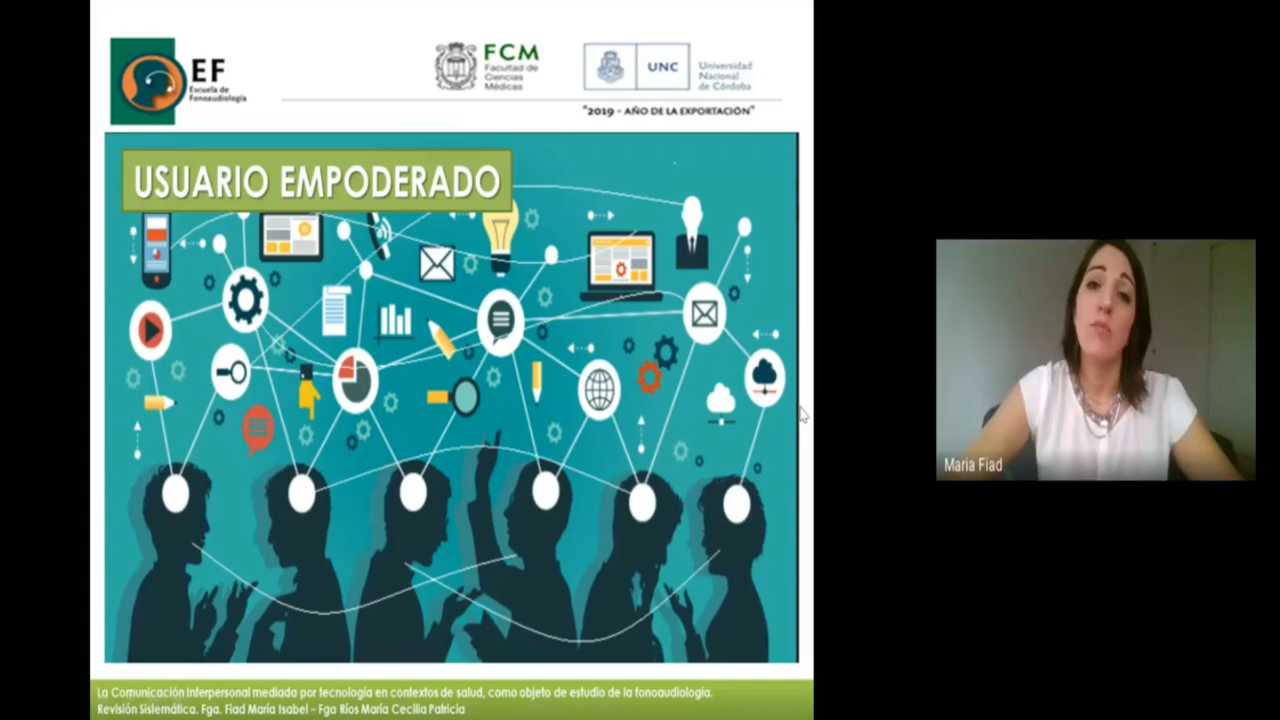 EF
Escuela de
Fonoaudiología
FCM
Facultad de
Ciencias
Médicas
UNC
Universidad
Nacional
de Córdoba
"2019 - AÑO DE LA EXPORTACIÓN"
USUARIO EMPODERADO
Maria Fiad
La Comunicación Interpersonal mediada por tecnología en contextos de salud, como objeto de estudio de la fonoaudiología.
Revisión Sistemática. Fga. Fiad María Isabel – Fga Ríos María Cecilia Patricia